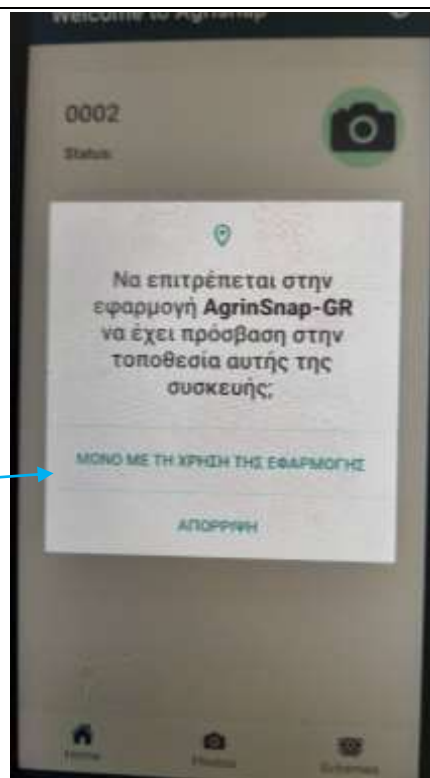 Welcome to AgriSnap
0002
Status
Να επιτρέπεται στην
εφαρμογή AgrinSnap-GR
να έχει πρόσβαση στην
τοποθεσία αυτής της
συσκευής;
ΜΟΝΟ ΜΕ ΤΗ ΧΡΗΣΗ ΤΗΣ ΕΦΑΡΜΟΓΗΣ
ΑΠΟΡΡΙΨΗ
Home Photos